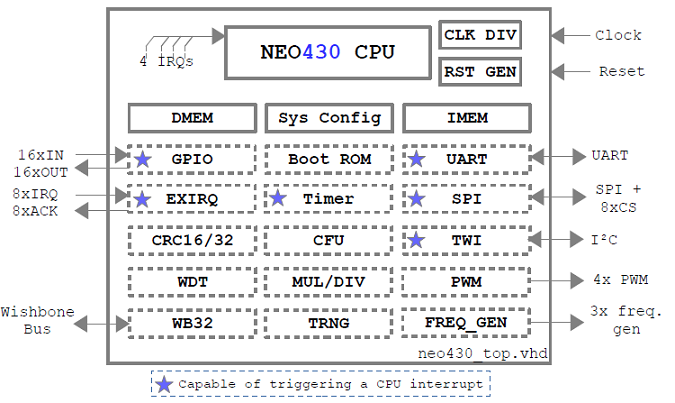 NEO430 CPU
4 IRQs
CLK DIV
Clock
RST GEN
Reset
DMEM
Sys Config
IMEM
16xIN
16xOUT
GPIO
Boot ROM
UART
UART
8xIRQ
8xACK
EXIRQ
Timer
SPI
SPI +
8xCS
CRC16/32
CFU
TWI
I²C
WDT
MUL/DIV
PWM
4x PWM
Wishbone
Bus
WB32
TRNG
FREQ_GEN
3x freq.
gen
neo430_top.vhd
Capable of triggering a CPU interrupt